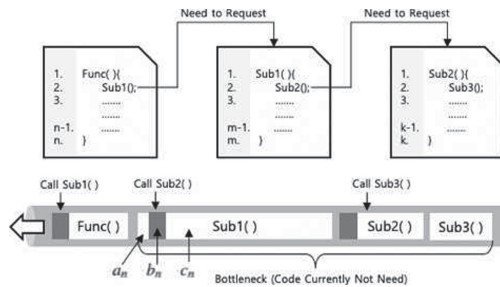 Need to Request
Need to Request
1. Func( ){
2. Sub1();
3. .......
.......
n-1. .......
n. }
1. Sub1( ){
2. Sub2();
3. .......
.......
m-1. .......
m. }
1. Sub2( ){
2. Sub3();
3. .......
.......
k-1. .......
k. }
Call Sub1( )
Call Sub2( )
Call Sub3( )
Func( )
Sub1( )
Sub2( )
Sub3( )
an bn cn
Bottleneck (Code Currently Not Need)